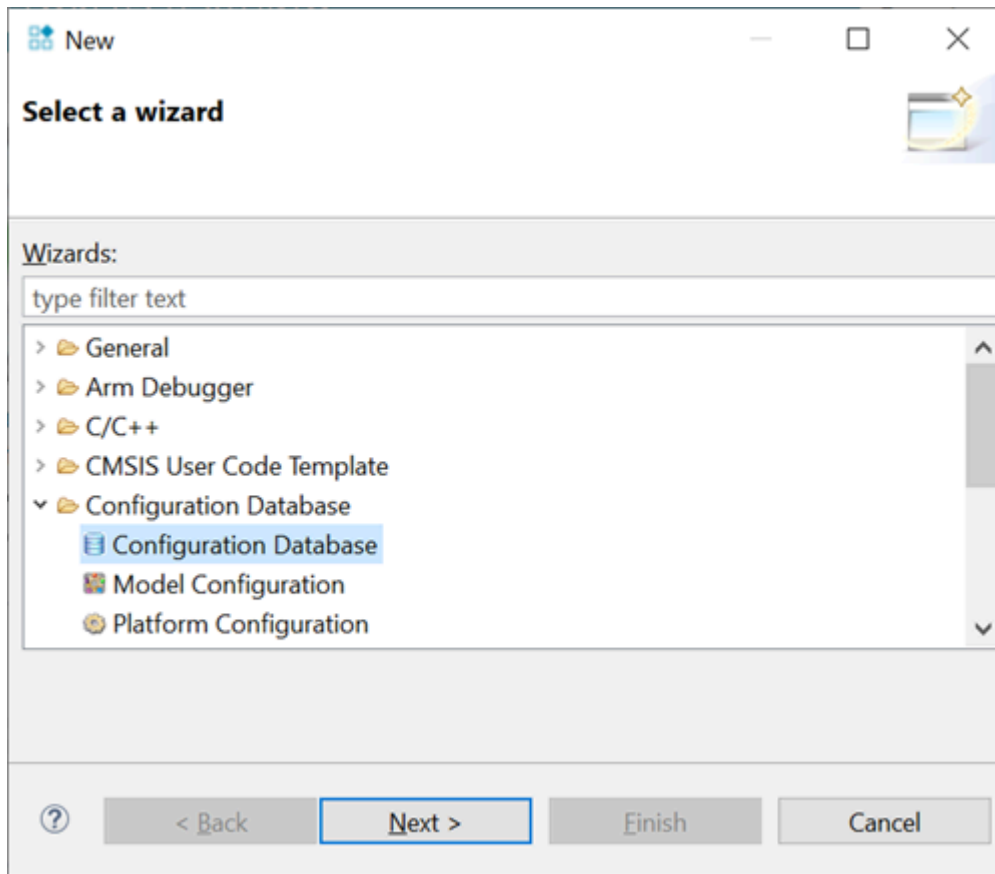 New
Select a wizard
Wizards:
type filter text
General
Arm Debugger
C/C++
CMSIS User Code Template
Configuration Database
Configuration Database
Model Configuration
Platform Configuration
? < Back Next > Finish Cancel